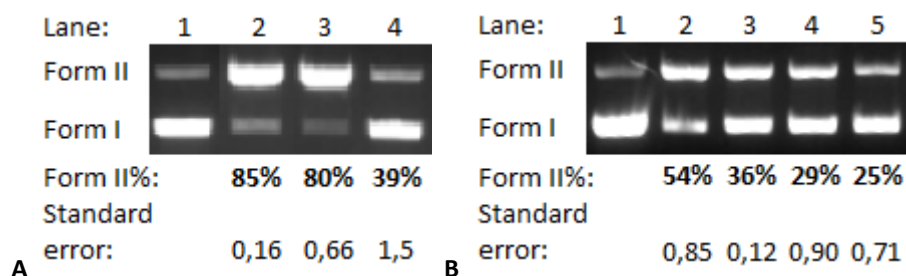 Lane: 1 2 3 4
Form II
Form I
Form II%: 85% 80% 39%
Standard
error: 0,16 0,66 1,5
A
Lane: 1 2 3 4 5
Form II
Form I
Form II%: 54% 36% 29% 25%
Standard
error: 0,85 0,12 0,90 0,71
B